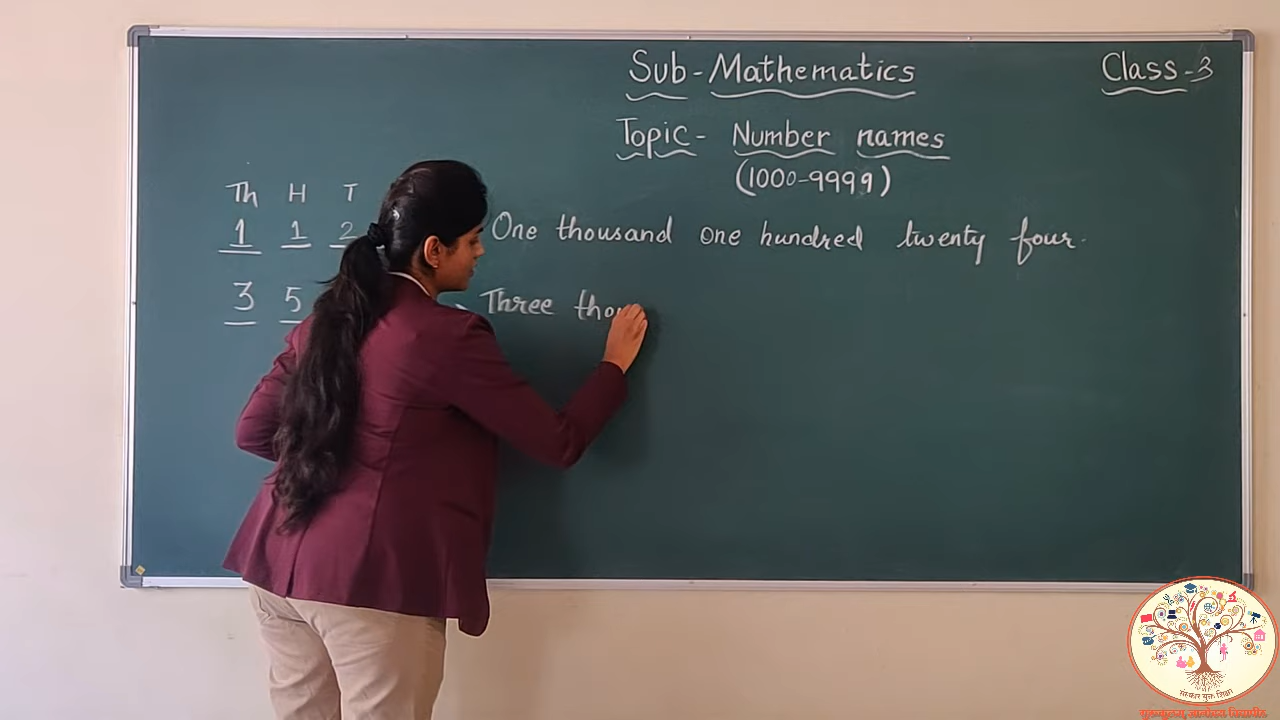 Sub-Mathematics
Class-3
Topic- Number names
(1000-9999)
Th H T
1 1 2 One thousand one hundred twenty four.
3 5 Three thou
संस्कार युक्त शिक्षा